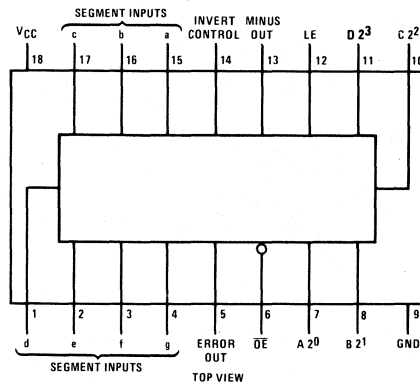 SEGMENT INPUTS INVERT MINUS
VCC c b a CONTROL OUT LE D 2³ C 2²
18 17 16 15 14 13 12 11 10
1 2 3 4 5 6 7 8 9
d e f g ERROR O̅E̅ A 2⁰ B 2¹ GND
OUT
SEGMENT INPUTS
TOP VIEW